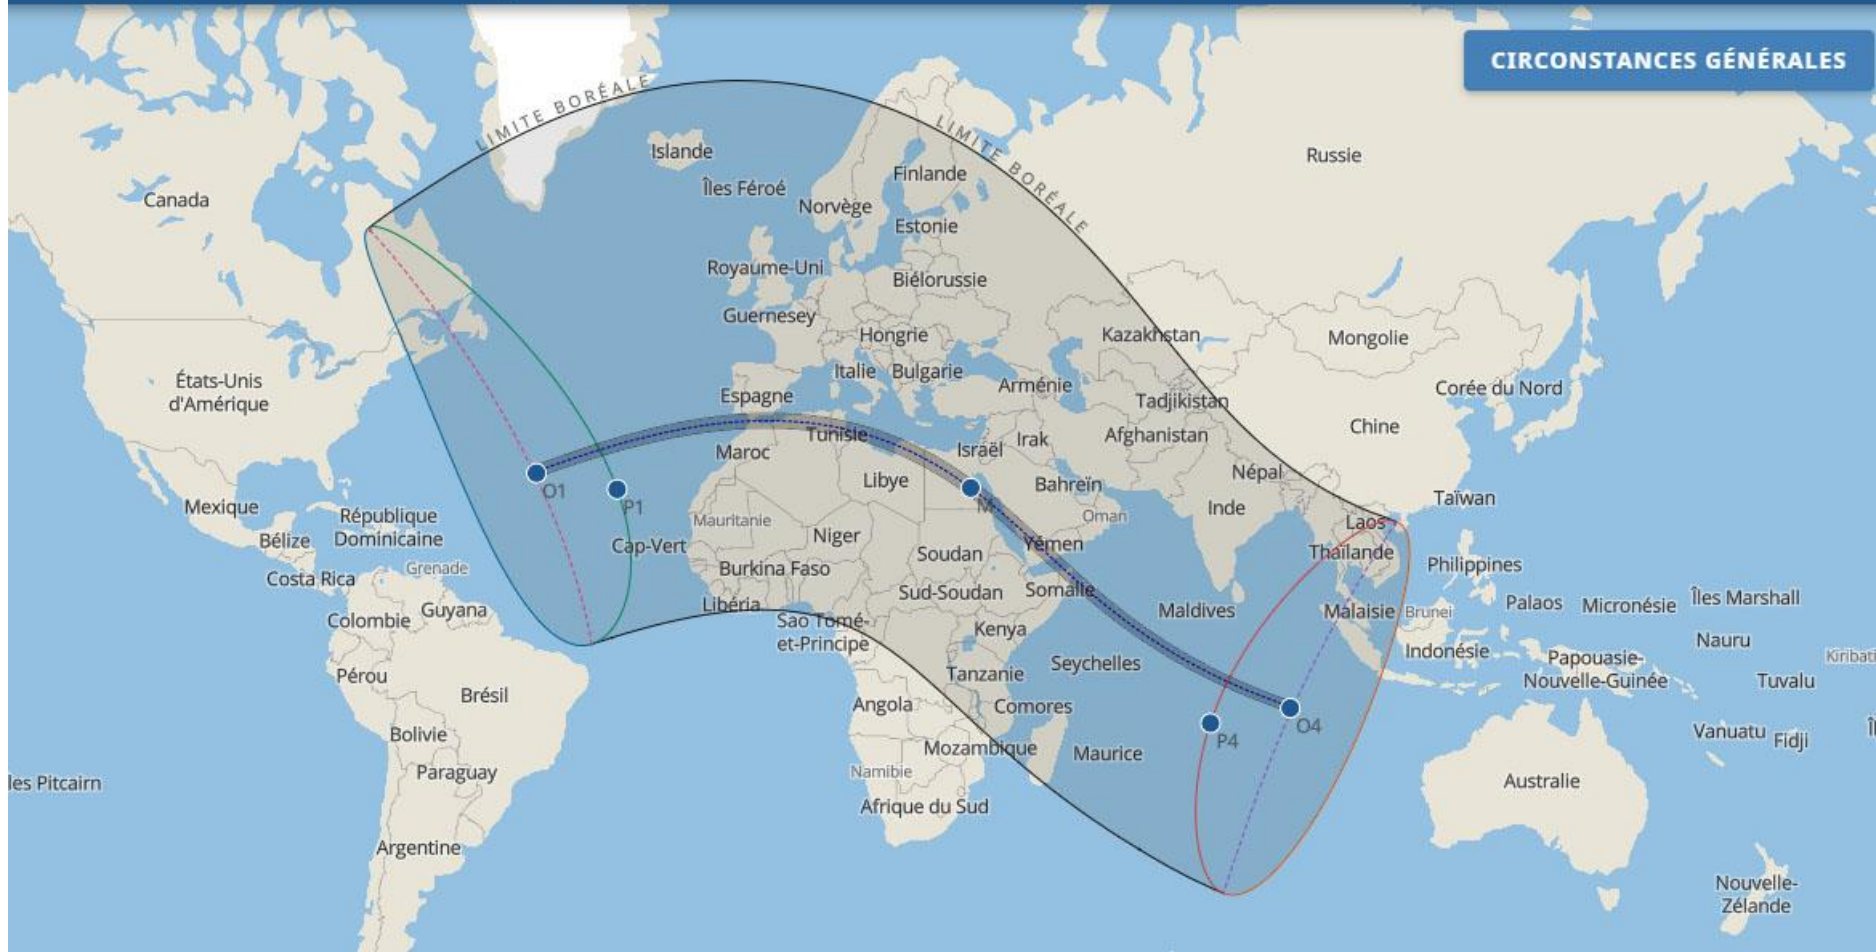 CIRCONSTANCES GÉNÉRALES
LIMITE BORÉALE
LIMITE BORÉALE
Islande
Russie
Finlande
Îles Féroé
Canada
Norvège
Estonie
Royaume-Uni
Biélorussie
Guernesey
Hongrie
Kazakhstan
Mongolie
Italie
Bulgarie
États-Unis
d'Amérique
Arménie
Corée du Nord
Espagne
Tadjikistan
Chine
Tunisie
Afghanistan
Irak
Israël
Maroc
Népal
Libye
Bahreïn
O1
Taïwan
P1
Mexique
M
Inde
République
Dominicaine
Mauritanie
Oman
Laos
Niger
Bélize
Cap-Vert
Yémen
Soudan
Thaïlande
Philippines
Grenade
Burkina Faso
Costa Rica
Sud-Soudan
Somalie
Îles Marshall
Palaos
Micronésie
Libéria
Guyana
Maldives
Malaisie
Brunei
Colombie
Sao Tomé-
et-Principe
Kenya
Nauru
Indonésie
Kiribati
Papouasie-
Nouvelle-Guinée
Seychelles
Pérou
Tanzanie
Tuvalu
Brésil
Angola
Comores
O4
Vanuatu
Fidji
Îl
Bolivie
P4
Mozambique
Maurice
Paraguay
Namibie
les Pitcairn
Australie
Afrique du Sud
Argentine
Nouvelle-
Zélande